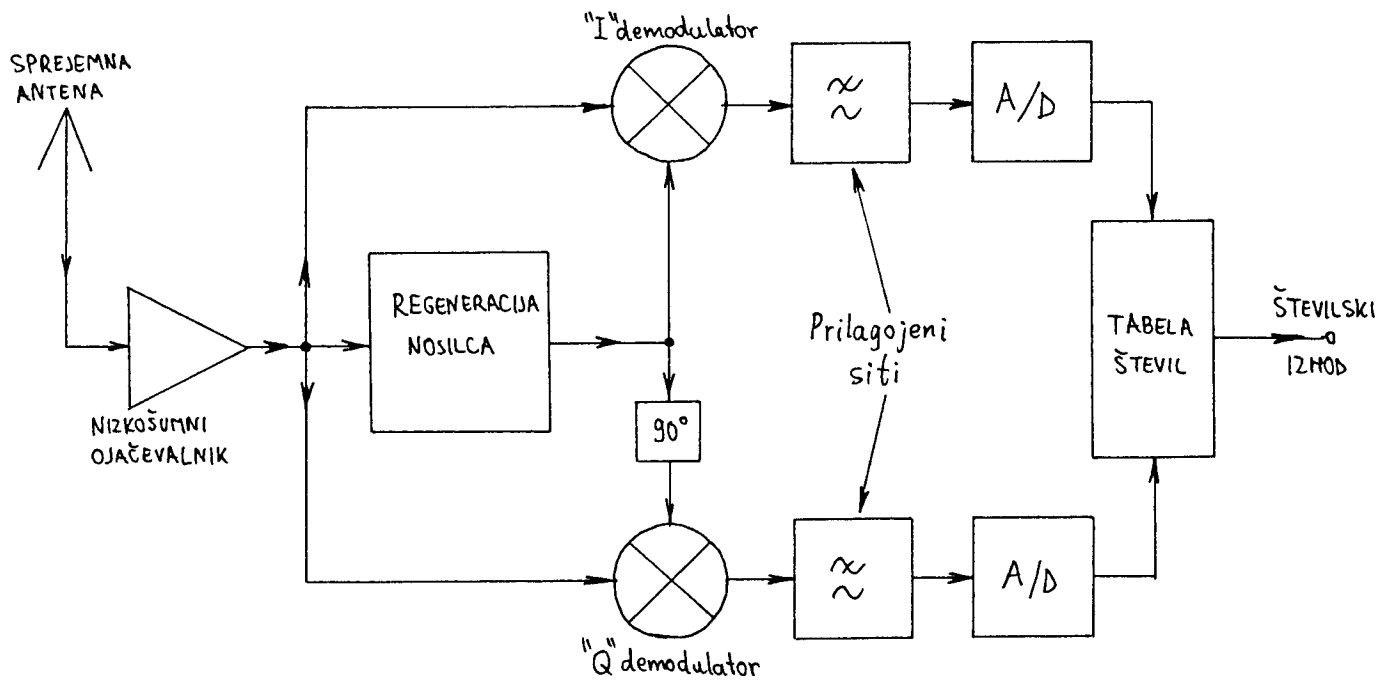 "I" demodulator
SPREJEMNA
ANTENA
A/D
REGENERACIJA
NOSILCA
Prilagojeni
siti
TABELA
ŠTEVIL
ŠTEVILSKI
IZHOD
NIZKOŠUMNI
OJAČEVALNIK
90°
A/D
"Q" demodulator